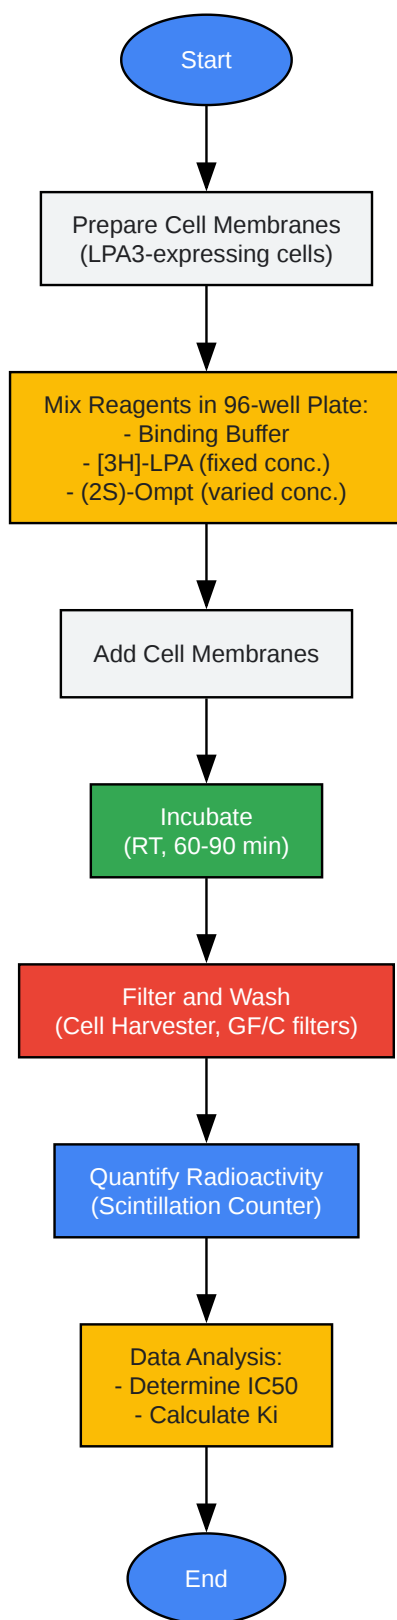 Start
Prepare Cell Membranes
(LPA3-expressing cells)
Mix Reagents in 96-well Plate:
- Binding Buffer
- [3H]-LPA (fixed conc.)
- (2S)-Ompt (varied conc.)
Add Cell Membranes
Incubate
(RT, 60-90 min)
Filter and Wash
(Cell Harvester, GF/C filters)
Quantify Radioactivity
(Scintillation Counter)
Data Analysis:
- Determine IC50
- Calculate Ki
End